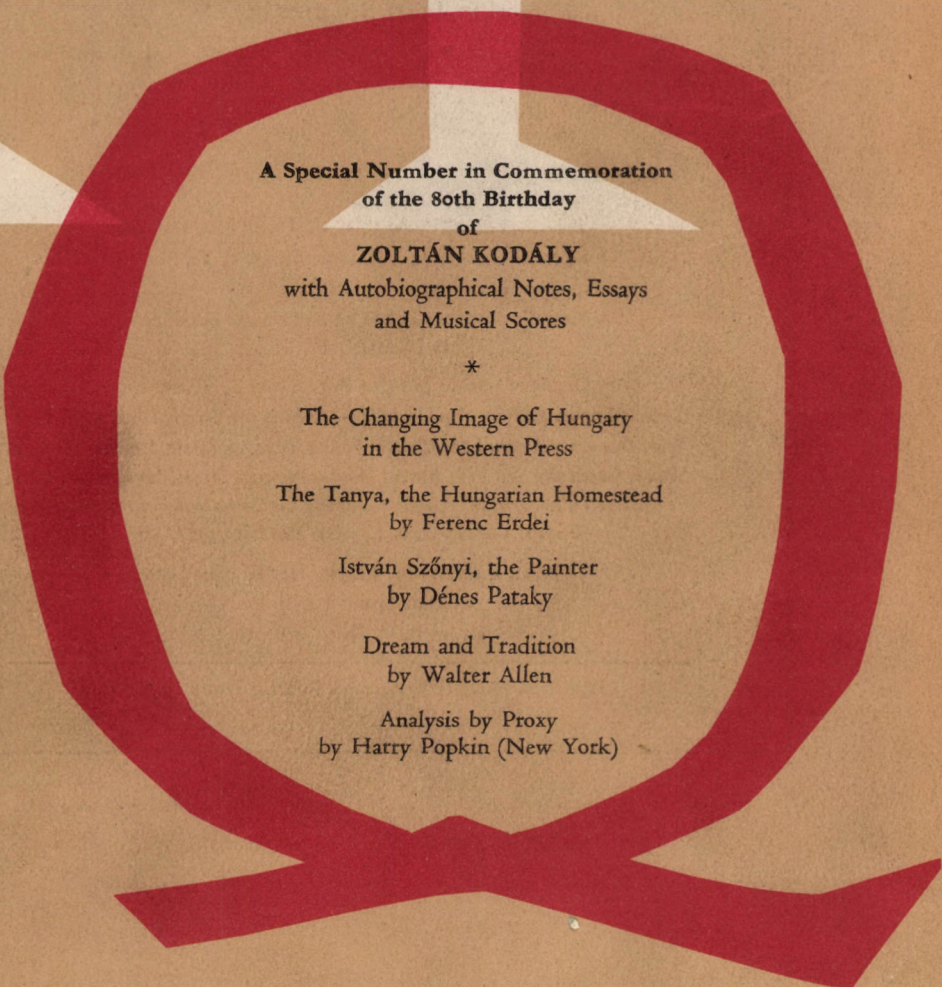 A Special Number in Commemoration
of the 80th Birthday
of
ZOLTÁN KODÁLY
with Autobiographical Notes, Essays
and Musical Scores
*
The Changing Image of Hungary
in the Western Press
The Tanya, the Hungarian Homestead
by Ferenc Erdei
István Szőnyi, the Painter
by Dénes Pataky
Dream and Tradition
by Walter Allen
Analysis by Proxy
by Harry Popkin (New York)